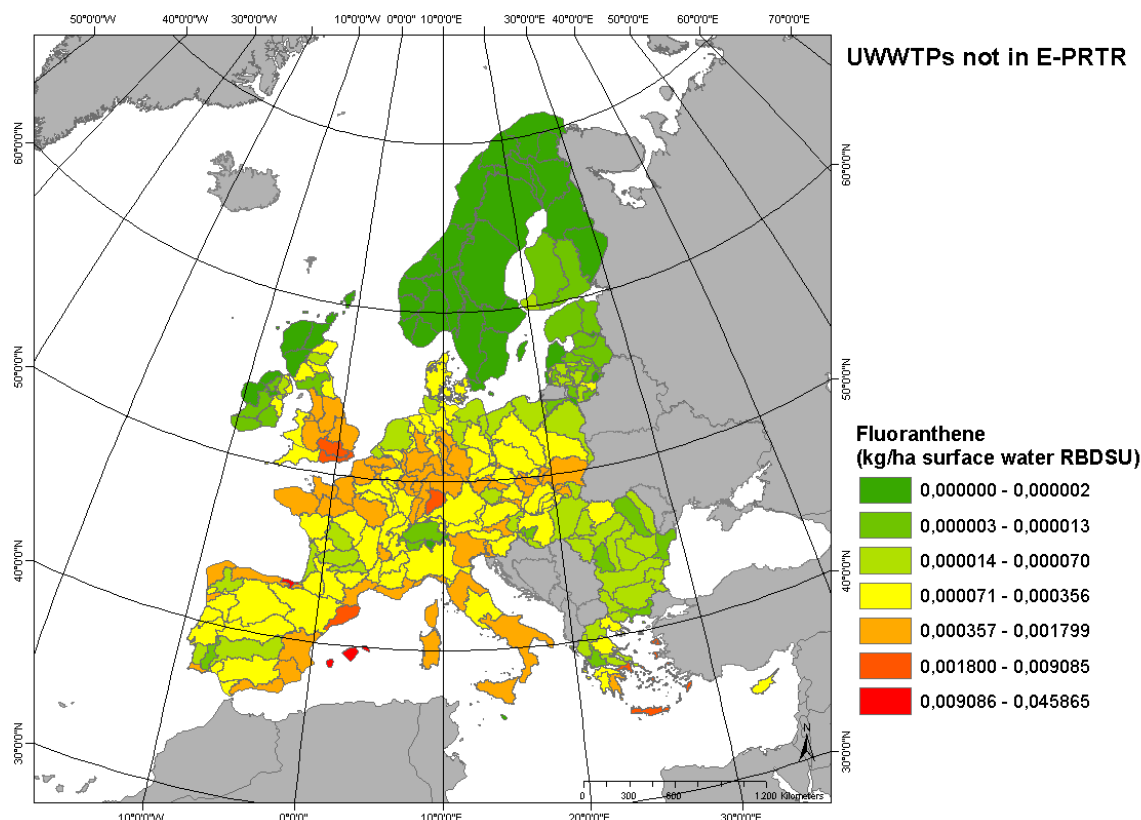 50°0'0"W 40°0'0"W 30°0'0"W 10°0'0"W 0°0'0" 10°0'0"E 30°0'0"E 40°0'0"E 50°0'0"E 60°0'0"E 70°0'0"E
UWWTPs not in E-PRTR
60°0'0"N
60°0'0"N
50°0'0"N
50°0'0"N
40°0'0"N
40°0'0"N
30°0'0"N
30°0'0"N
Fluoranthene
(kg/ha surface water RBDSU)
0,000000 - 0,000002
0,000003 - 0,000013
0,000014 - 0,000070
0,000071 - 0,000356
0,000357 - 0,001799
0,001800 - 0,009085
0,009086 - 0,045865
N
0 300 600 1.200 Kilometers
10°0'0"W 0°0'0" 10°0'0"E 20°0'0"E 30°0'0"E